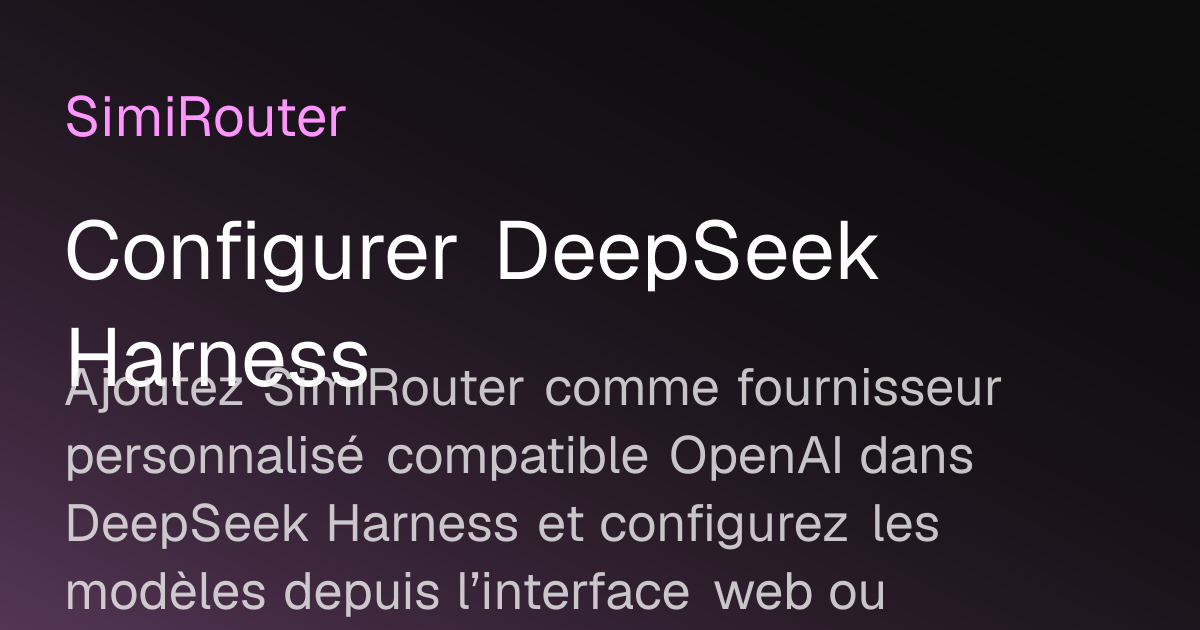 SimiRouter
Configurer DeepSeek
Harness
Ajoutez SimiRouter comme fournisseur
personnalisé compatible OpenAI dans
DeepSeek Harness et configurez les
modèles depuis l’interface web ou